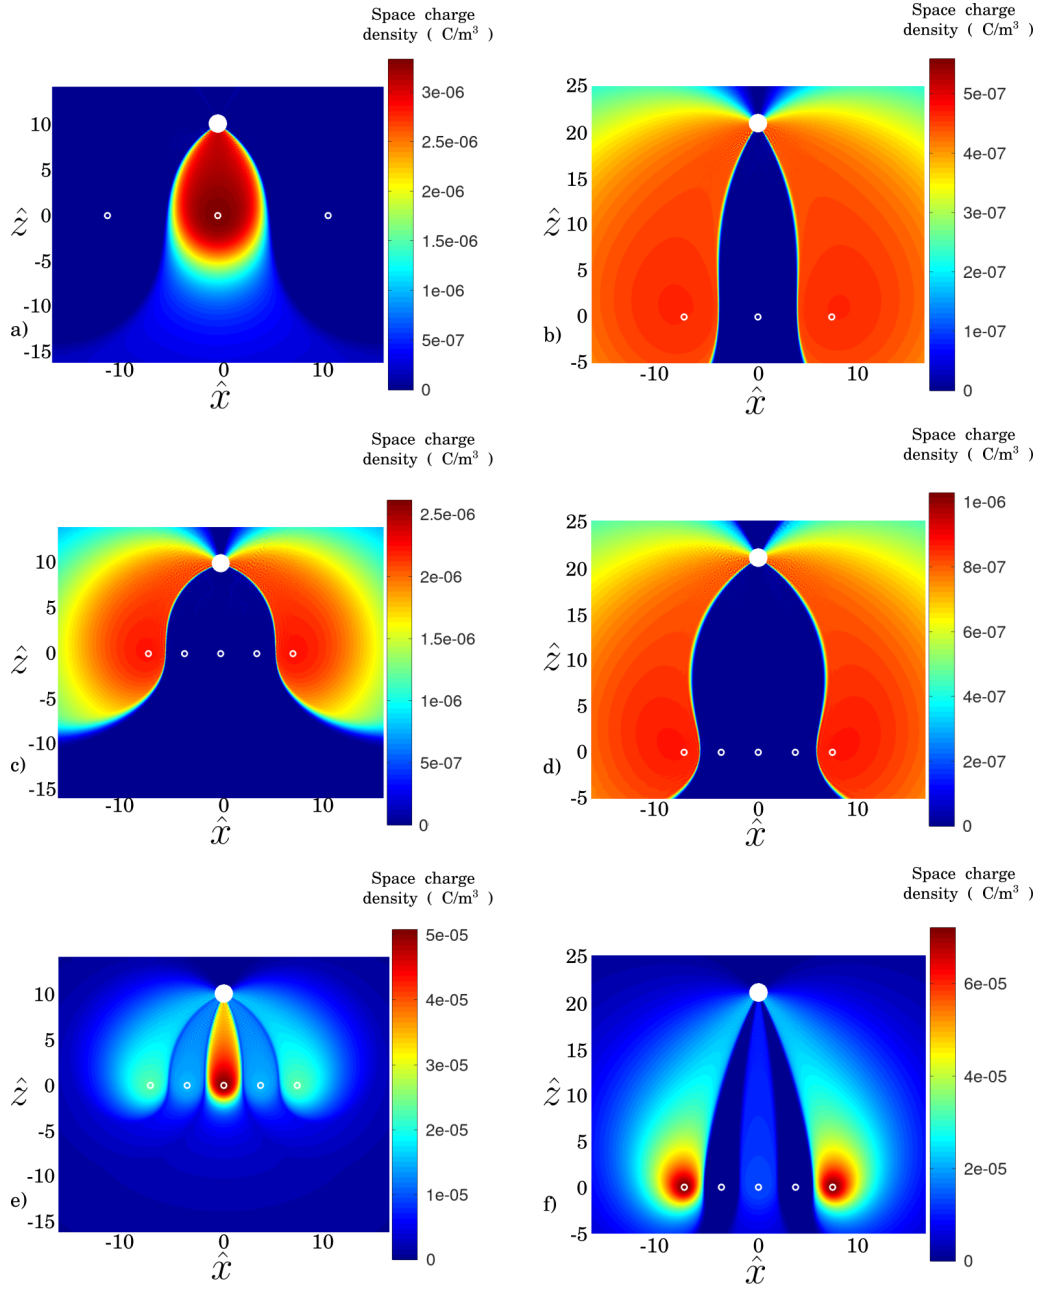 Space charge
density ( C/m³ )
10
5
0
-5
-10
-15
ẑ
a)
-10 0 10
x̂
3e-06
2.5e-06
2e-06
1.5e-06
1e-06
5e-07
0
Space charge
density ( C/m³ )
25
20
15
10
5
0
-5
ẑ
b)
-10 0 10
x̂
5e-07
4e-07
3e-07
2e-07
1e-07
0
Space charge
density ( C/m³ )
10
5
0
-5
-10
-15
ẑ
c)
-10 0 10
x̂
2.5e-06
2e-06
1.5e-06
1e-06
5e-07
0
Space charge
density ( C/m³ )
25
20
15
10
5
0
-5
ẑ
d)
-10 0 10
x̂
1e-06
8e-07
6e-07
4e-07
2e-07
0
Space charge
density ( C/m³ )
10
5
0
-5
-10
-15
ẑ
e)
-10 0 10
x̂
5e-05
4e-05
3e-05
2e-05
1e-05
0
Space charge
density ( C/m³ )
25
20
15
10
5
0
-5
ẑ
f)
-10 0 10
x̂
6e-05
4e-05
2e-05
0